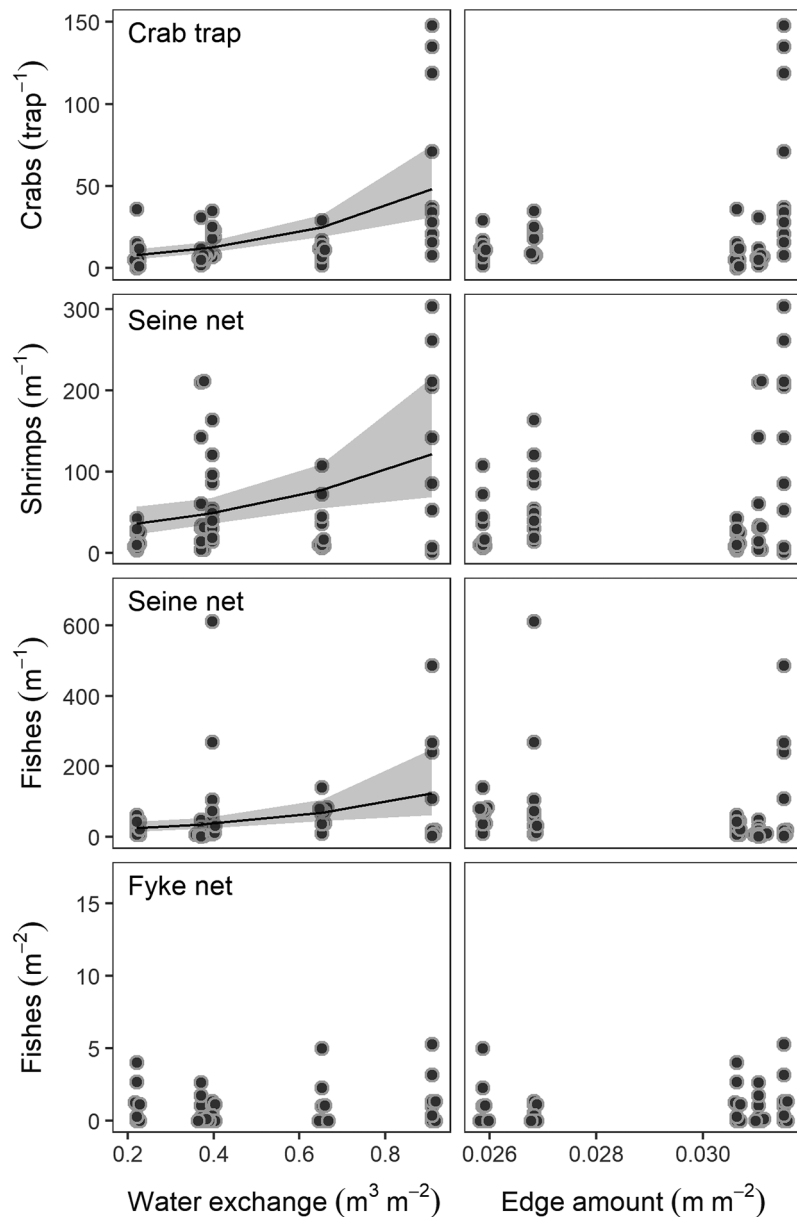 Crab trap
Crabs (trap⁻¹)
150
100
50
0
Seine net
Shrimps (m⁻¹)
300
200
100
0
Seine net
Fishes (m⁻¹)
600
400
200
0
Fyke net
Fishes (m⁻²)
15
10
5
0
0.2 0.4 0.6 0.8
0.026 0.028 0.030
Water exchange (m³ m⁻²)
Edge amount (m m⁻²)